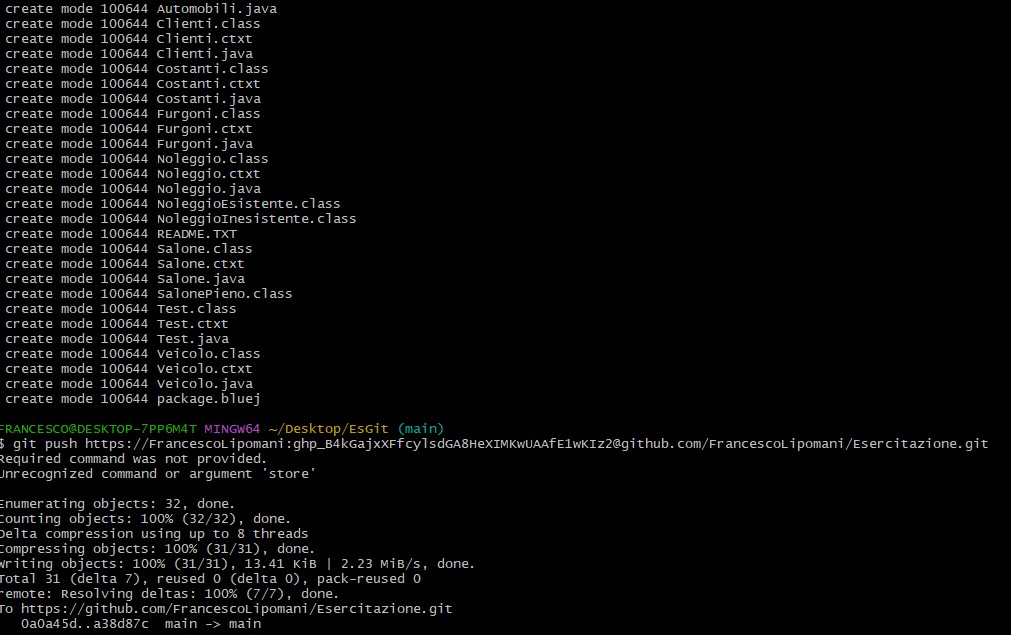 create mode 100644 Automobili.java
create mode 100644 Clienti.class
create mode 100644 Clienti.ctxt
create mode 100644 Clienti.java
create mode 100644 Costanti.class
create mode 100644 Costanti.ctxt
create mode 100644 Costanti.java
create mode 100644 Furgoni.class
create mode 100644 Furgoni.ctxt
create mode 100644 Furgoni.java
create mode 100644 Noleggio.class
create mode 100644 Noleggio.ctxt
create mode 100644 Noleggio.java
create mode 100644 NoleggioEsistente.class
create mode 100644 NoleggioInesistente.class
create mode 100644 README.TXT
create mode 100644 Salone.class
create mode 100644 Salone.ctxt
create mode 100644 Salone.java
create mode 100644 SalonePieno.class
create mode 100644 Test.class
create mode 100644 Test.ctxt
create mode 100644 Test.java
create mode 100644 Veicolo.class
create mode 100644 Veicolo.ctxt
create mode 100644 Veicolo.java
create mode 100644 package.bluej
FRANCESCO@DESKTOP-7PP6M4T MINGW64 ~/Desktop/EsGit (main)
$ git push https://FrancescoLipomani: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@github.com/FrancescoLipomani/Esercitazione.git
Required command was not provided.
Unrecognized command or argument 'store'
Enumerating objects: 32, done.
Counting objects: 100% (32/32), done.
Delta compression using up to 8 threads
Compressing objects: 100% (31/31), done.
Writing objects: 100% (31/31), 13.41 KiB | 2.23 MiB/s, done.
Total 31 (delta 7), reused 0 (delta 0), pack-reused 0
remote: Resolving deltas: 100% (7/7), done.
To https://github.com/FrancescoLipomani/Esercitazione.git
0a0a45d..a38d87c  main -> main